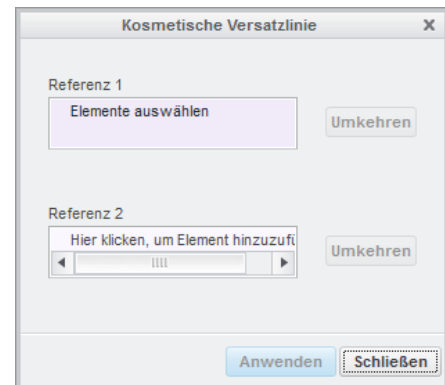 Kosmetische Versatzlinie
Referenz 1
Elemente auswählen
Umkehren
Referenz 2
Hier klicken, um Element hinzuzufü
Umkehren
Anwenden
Schließen